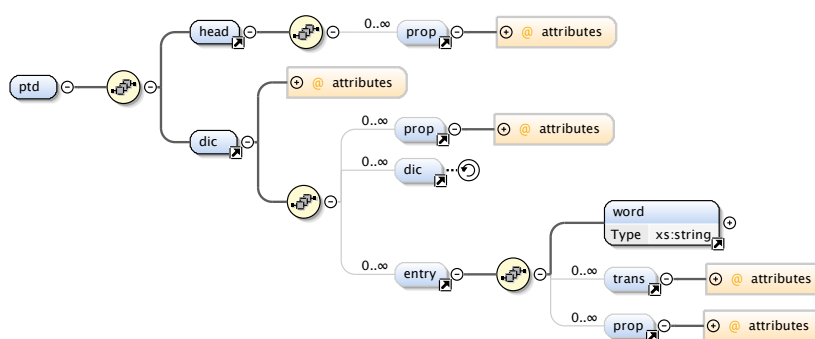 head
0..∞
prop
@ attributes
ptd
@ attributes
dic
0..∞
prop
@ attributes
0..∞
dic
word
Type xs:string
0..∞
entry
0..∞
trans
@ attributes
0..∞
prop
@ attributes